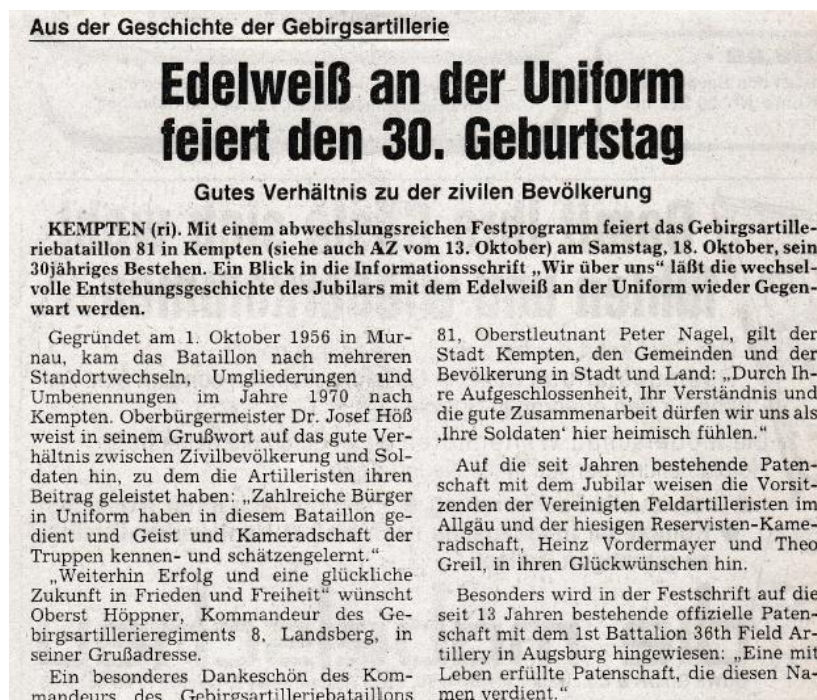 Aus der Geschichte der Gebirgsartillerie
Edelweiß an der Uniform
feiert den 30. Geburtstag
Gutes Verhältnis zu der zivilen Bevölkerung
KEMPTEN (ri). Mit einem abwechslungsreichen Festprogramm feiert das Gebirgsartille-
riebataillon 81 in Kempten (siehe auch AZ vom 13. Oktober) am Samstag, 18. Oktober, sein
30jähriges Bestehen. Ein Blick in die Informationsschrift „Wir über uns“ läßt die wechsel-
volle Entstehungsgeschichte des Jubilars mit dem Edelweiß an der Uniform wieder Gegen-
wart werden.
Gegründet am 1. Oktober 1956 in Mur-
nau, kam das Bataillon nach mehreren
Standortwechseln, Umgliederungen und
Umbenennungen im Jahre 1970 nach
Kempten. Oberbürgermeister Dr. Josef Höß
weist in seinem Grußwort auf das gute Ver-
hältnis zwischen Zivilbevölkerung und Sol-
daten hin, zu dem die Artilleristen ihren
Beitrag geleistet haben: „Zahlreiche Bürger
in Uniform haben in diesem Bataillon ge-
dient und Geist und Kameradschaft der
Truppen kennen- und schätzengelernt.“
„Weiterhin Erfolg und eine glückliche
Zukunft in Frieden und Freiheit“ wünscht
Oberst Höppner, Kommandeur des Ge-
birgsartillerieregiments 8, Landsberg, in
seiner Grußadresse.
Ein besonderes Dankeschön des Kom-
mandeurs des Gebirgsartilleriebataillons
81, Oberstleutnant Peter Nagel, gilt der
Stadt Kempten, den Gemeinden und der
Bevölkerung in Stadt und Land: „Durch Ih-
re Aufgeschlossenheit, Ihr Verständnis und
die gute Zusammenarbeit dürfen wir uns als
‚Ihre Soldaten‘ hier heimisch fühlen.“
Auf die seit Jahren bestehende Paten-
schaft mit dem Jubilar weisen die Vorsit-
zenden der Vereinigten Feldartilleristen im
Allgäu und der hiesigen Reservisten-Kame-
radschaft, Heinz Vordermayer und Theo
Greil, in ihren Glückwünschen hin.
Besonders wird in der Festschrift auf die
seit 13 Jahren bestehende offizielle Paten-
schaft mit dem 1st Battalion 36th Field Ar-
tillery in Augsburg hingewiesen: „Eine mit
Leben erfüllte Patenschaft, die diesen Na-
men verdient.“